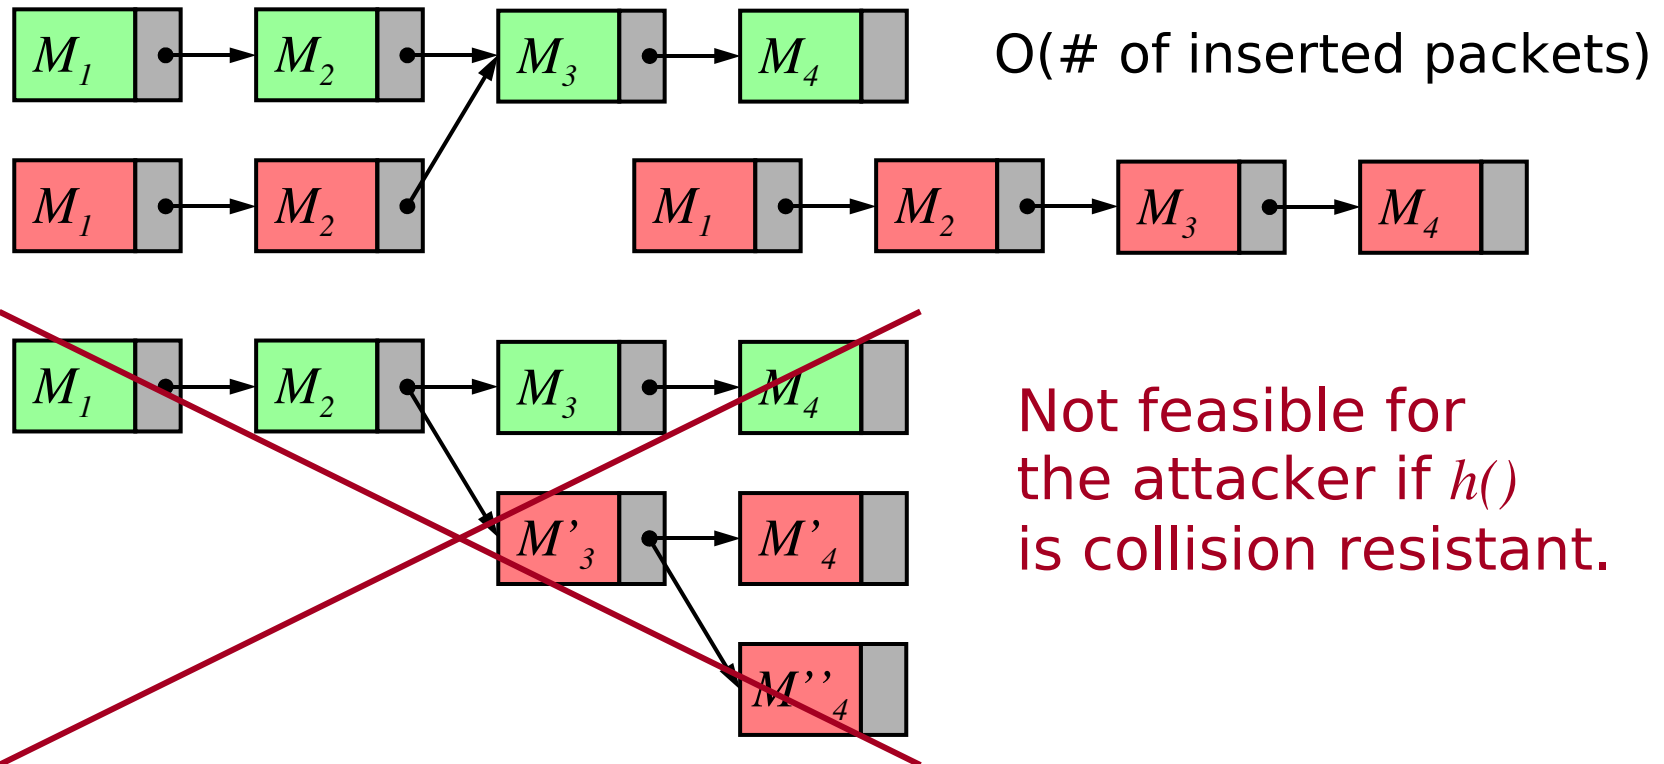 M1 M2 M3 M4 O(# of inserted packets)
M1 M2 M1 M2 M3 M4
M1 M2 M3 M4
Not feasible for
the attacker if h()
is collision resistant.
M’3 M’4
M’’4